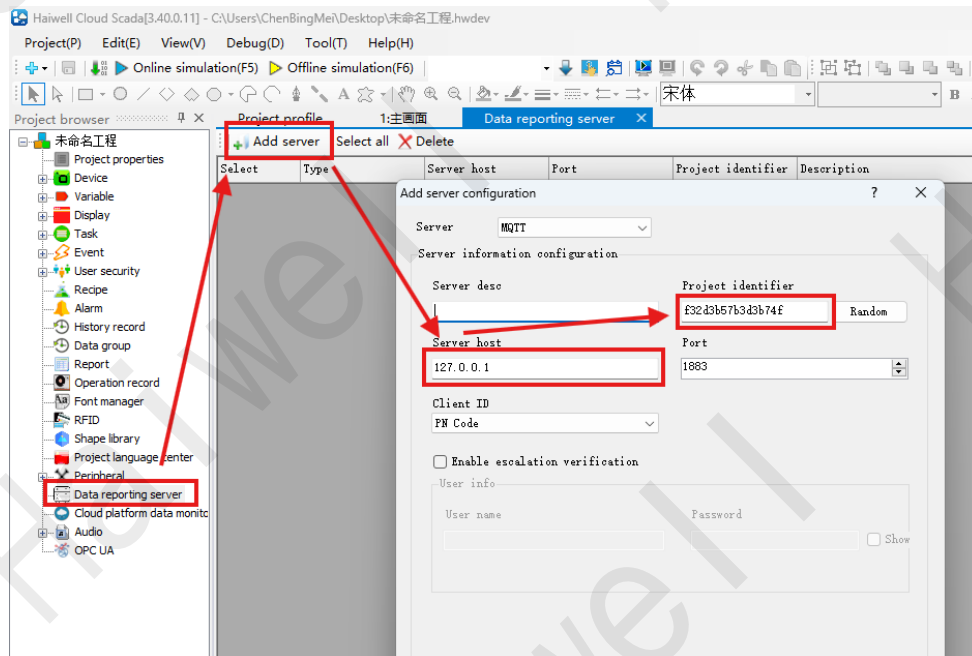 Haiwell Cloud Scada[3.40.0.11] - C:\Users\ChenBingMei\Desktop\未命名工程.hwdev
Project(P) Edit(E) View(V) Debug(D) Tool(T) Help(H)
Online simulation(F5) Offline simulation(F6)
A 宋体 B
Project browser
Project profile 1:主画面 Data reporting server
Add server Select all Delete
Select Type Server host Port Project identifier Description
未命名工程
Project properties
Device
Variable
Display
Task
Event
User security
Recipe
Alarm
History record
Data group
Report
Operation record
Font manager
RFID
Shape library
Project language center
Peripheral
Data reporting server
Cloud platform data monito
Audio
OPC UA
Add server configuration ?
Server MQTT
Server information configuration
Server desc Project identifier
f32d3b57b3d3b74f Random
Server host Port
127.0.0.1 1883
Client ID
PN Code
Enable escalation verification
User info
User name Password
Show
Haiwell